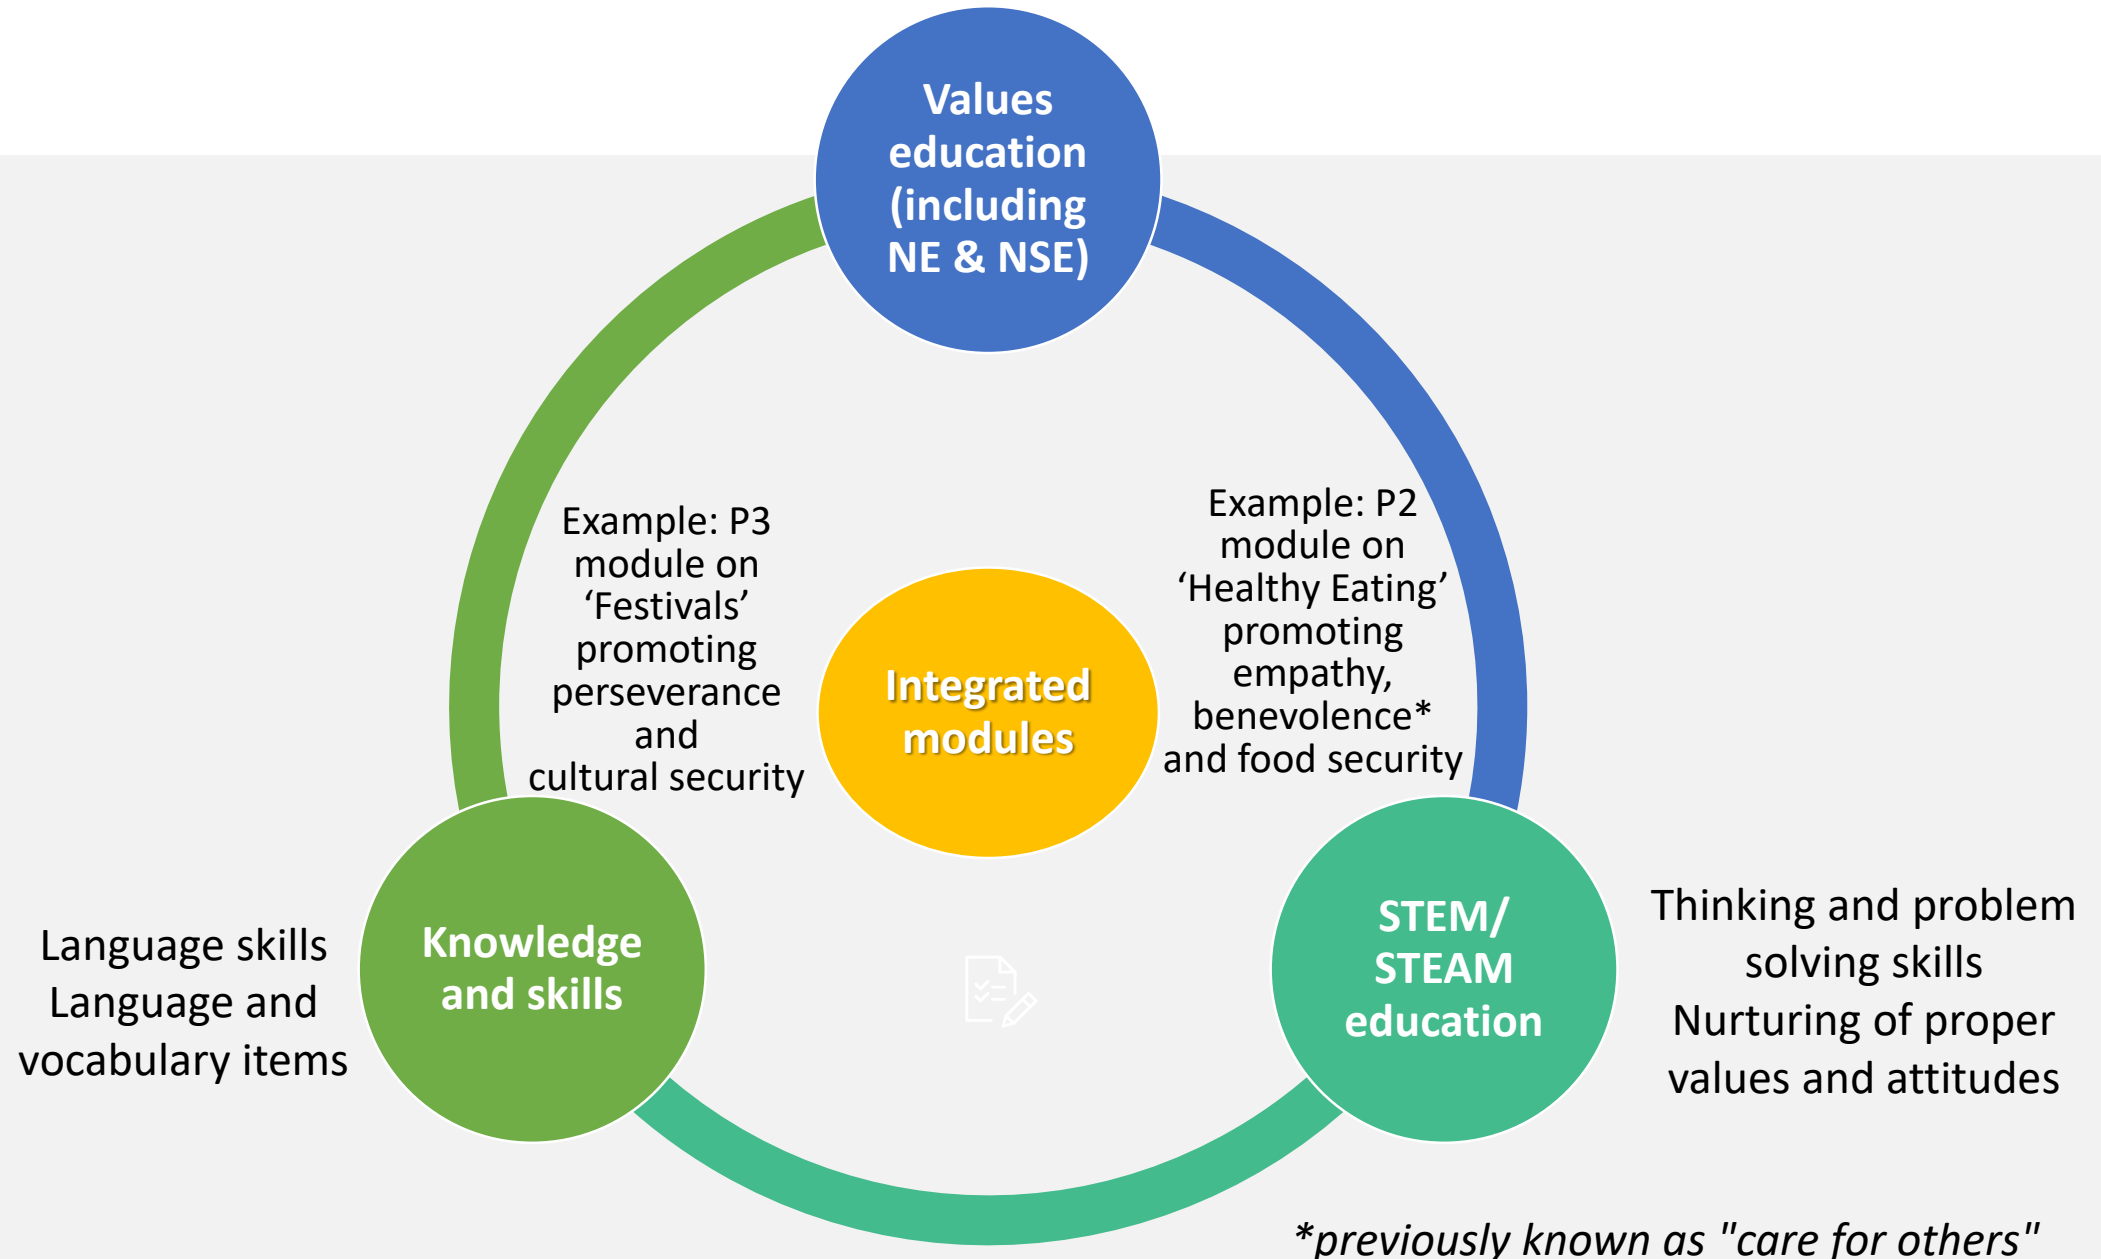 Values
education
(including
NE & NSE)
Example: P3
module on
‘Festivals’
promoting
perseverance
and
cultural security
Integrated
modules
Example: P2
module on
‘Healthy Eating’
promoting
empathy,
benevolence*
and food security
Language skills
Language and
vocabulary items
Knowledge
and skills
STEM/
STEAM
education
Thinking and problem
solving skills
Nurturing of proper
values and attitudes
*previously known as "care for others"